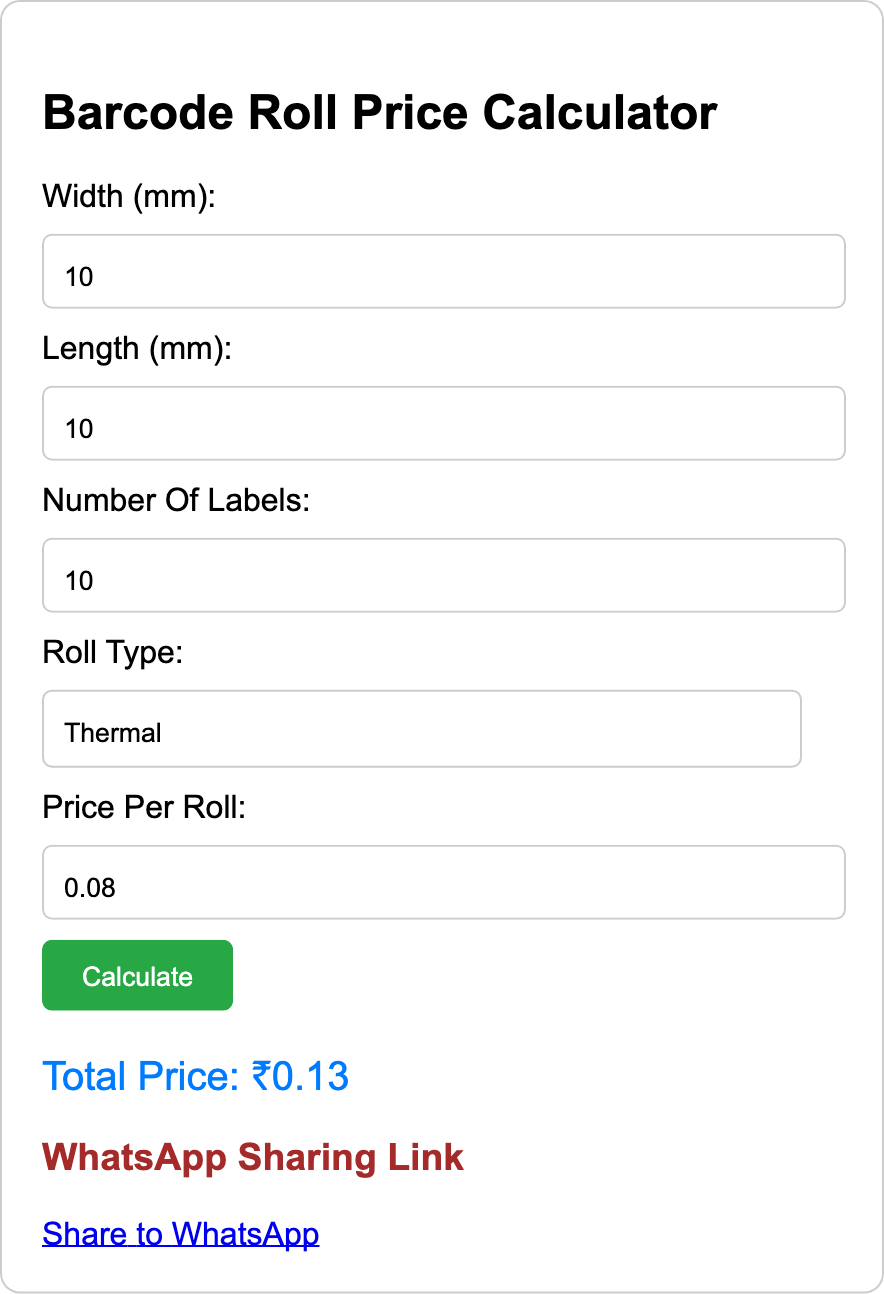 Barcode Roll Price Calculator
Width (mm):
10
Length (mm):
10
Number Of Labels:
10
Roll Type:
Thermal
Price Per Roll:
0.08
Calculate
Total Price: ₹0.13
WhatsApp Sharing Link
Share to WhatsApp